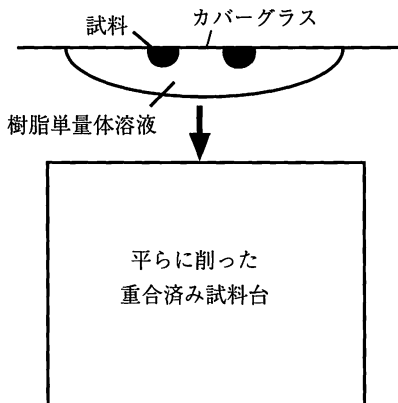 試料
カバーグラス
樹脂単量体溶液
平らに削った
重合済み試料台